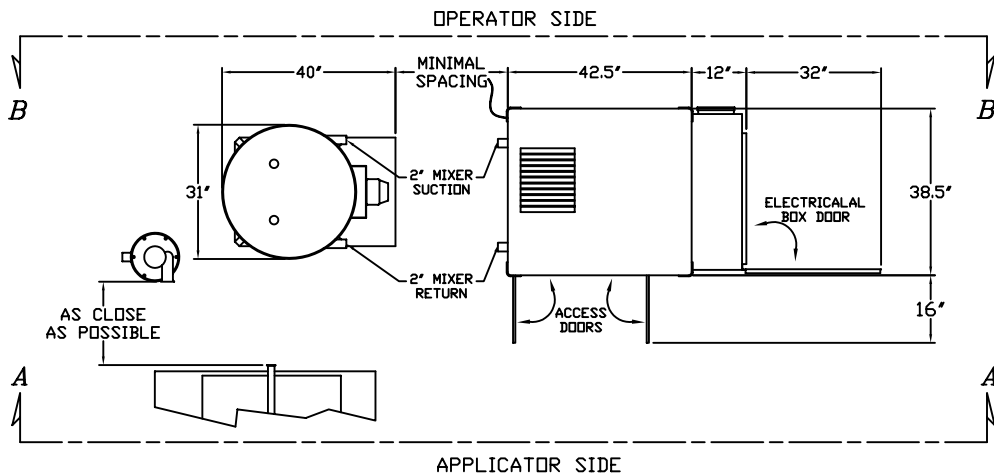 OPERATOR SIDE
B
B
40"
MINIMAL
SPACING
42.5"
12"
32"
31"
2" MIXER
SUCTION
ELECTRICALAL
BOX DOOR
38.5"
2" MIXER
RETURN
AS CLOSE
AS POSSIBLE
ACCESS
DOORS
16"
A
A
APPLICATOR SIDE